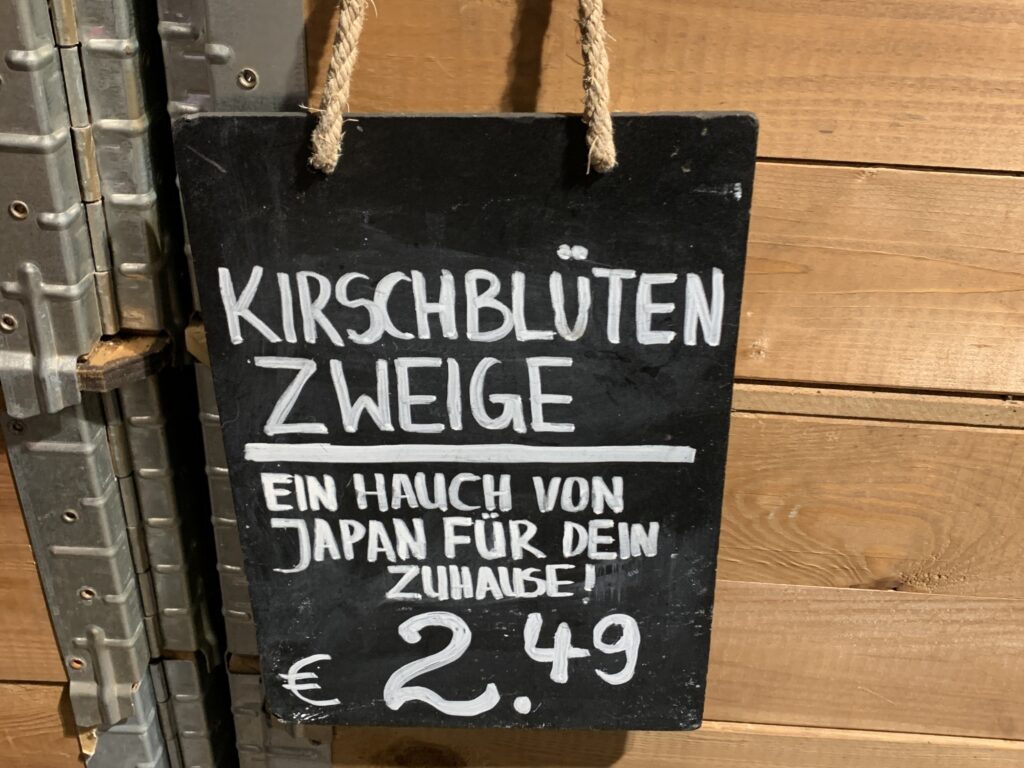 KIRSCHBLÜTEN
ZWEIGE
EIN HAUCH VON
JAPAN FÜR DEIN
ZUHAUSE!
€ 2.49